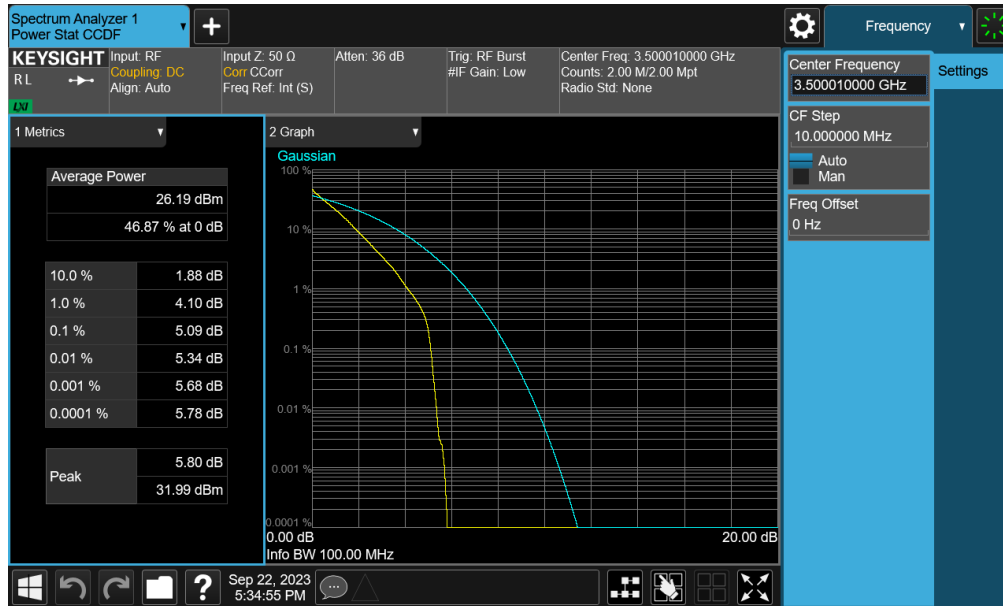 Spectrum Analyzer 1
Power Stat CCDF
+
Frequency
KEYSIGHT
R L
LXI
Input: RF
Coupling: DC
Align: Auto
Input Z: 50 Ω
Corr CCorr
Freq Ref: Int (S)
Atten: 36 dB
Trig: RF Burst
#IF Gain: Low
Center Freq: 3.500010000 GHz
Counts: 2.00 M/2.00 Mpt
Radio Std: None
Center Frequency
3.500010000 GHz
Settings
CF Step
10.000000 MHz
Auto
Man
Freq Offset
0 Hz
1 Metrics
Average Power
26.19 dBm
46.87 % at 0 dB
10.0 % 1.88 dB
1.0 % 4.10 dB
0.1 % 5.09 dB
0.01 % 5.34 dB
0.001 % 5.68 dB
0.0001 % 5.78 dB
Peak
5.80 dB
31.99 dBm
2 Graph
Gaussian
100 %
10 %
1 %
0.1 %
0.01 %
0.001 %
0.0001 %
0.00 dB 20.00 dB
Info BW 100.00 MHz
?
Sep 22, 2023
5:34:55 PM